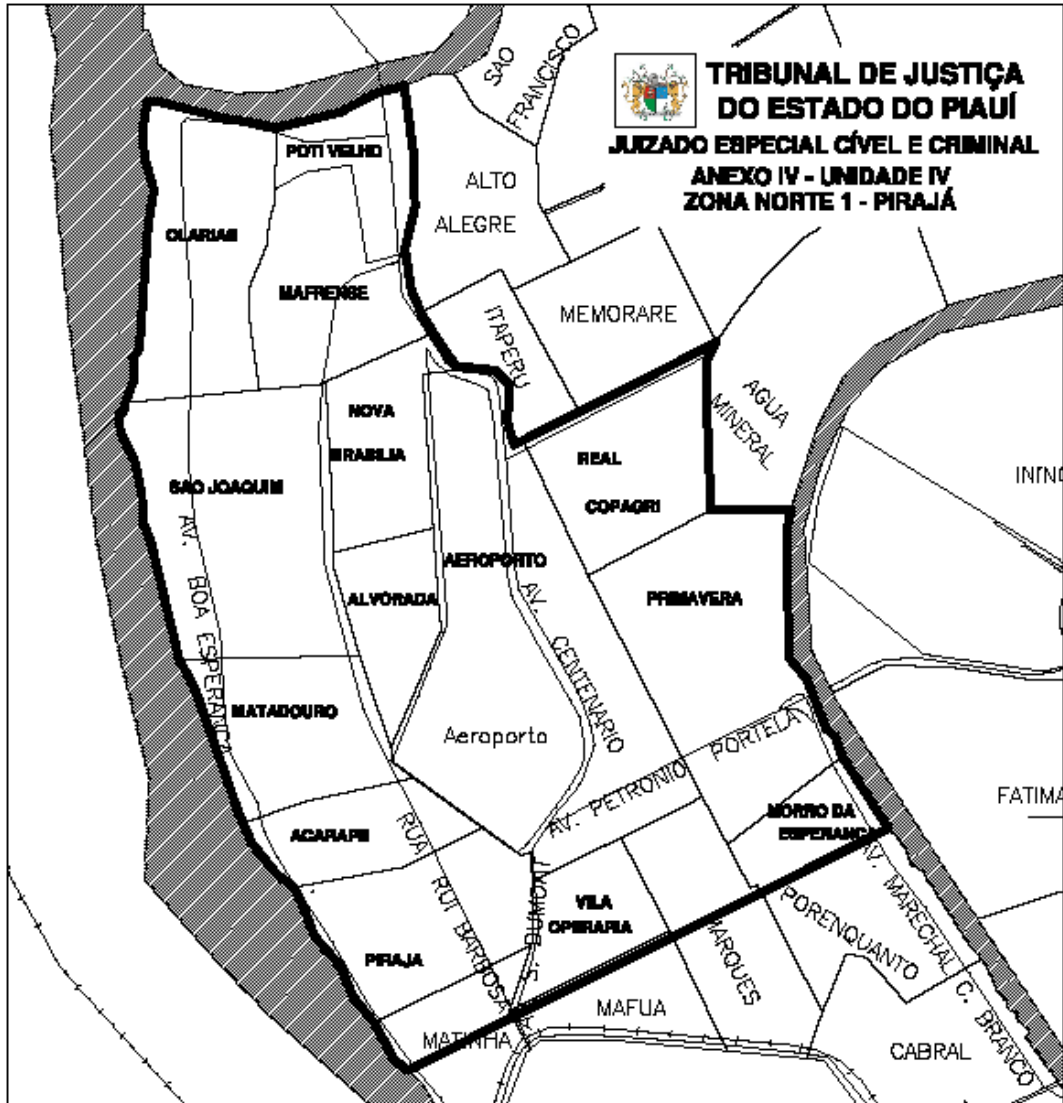 TRIBUNAL DE JUSTIÇA
DO ESTADO DO PIAUÍ
JUIZADO ESPECIAL CÍVEL E CRIMINAL
ANEXO IV - UNIDADE IV
ZONA NORTE 1 - PIRAJÁ
SAO
FRANCISCO
POTI VELHO
ALTO
ALEGRE
OLARIAS
MAFRENSE
ITAPERU
MEMORARE
AGUA
MINERAL
NOVA
BRASILIA
REAL
COPAGRI
SAO JOAQUIM
AV. BOA ESPERANCA
AEROPORTO
ALVORADA
PRIMAVERA
AV. CENTENARIO
MATADOURO
Aeroporto
AV. PETRONIO PORTELA
FATIMA
ACARAPE
RUA RUI BARBOSA
MORRO DA
ESPERANCA
AV. MARECHAL C. BRANCO
S. DUMONT
VILA
OPERARIA
MARQUES
PORENQUANTO
PIRAJA
MAFUA
MATINHA
CABRAL